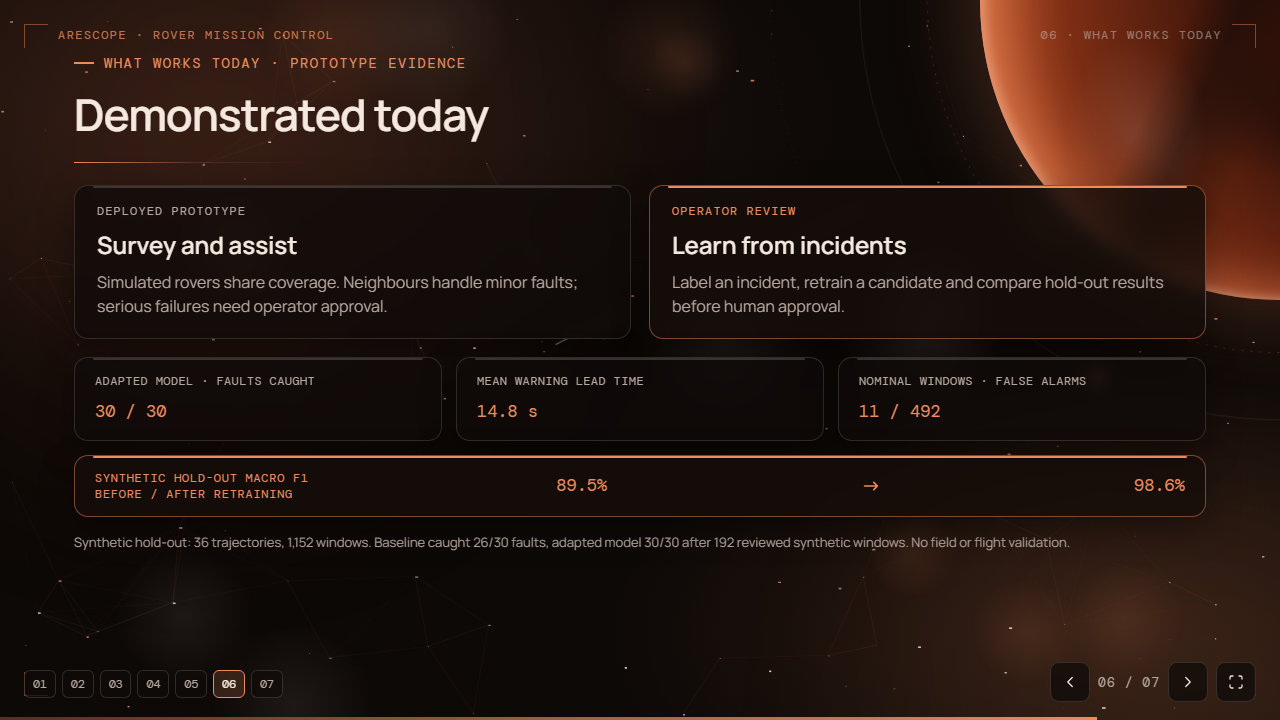 ARESCOPE · ROVER MISSION CONTROL
06 · WHAT WORKS TODAY
WHAT WORKS TODAY · PROTOTYPE EVIDENCE
Demonstrated today
DEPLOYED PROTOTYPE
Survey and assist
Simulated rovers share coverage. Neighbours handle minor faults;
serious failures need operator approval.
OPERATOR REVIEW
Learn from incidents
Label an incident, retrain a candidate and compare hold-out results
before human approval.
ADAPTED MODEL · FAULTS CAUGHT
30 / 30
MEAN WARNING LEAD TIME
14.8 s
NOMINAL WINDOWS · FALSE ALARMS
11 / 492
SYNTHETIC HOLD-OUT MACRO F1
BEFORE / AFTER RETRAINING
89.5% → 98.6%
Synthetic hold-out: 36 trajectories, 1,152 windows. Baseline caught 26/30 faults, adapted model 30/30 after 192 reviewed synthetic windows. No field or flight validation.
01 02 03 04 05 06 07
06 / 07